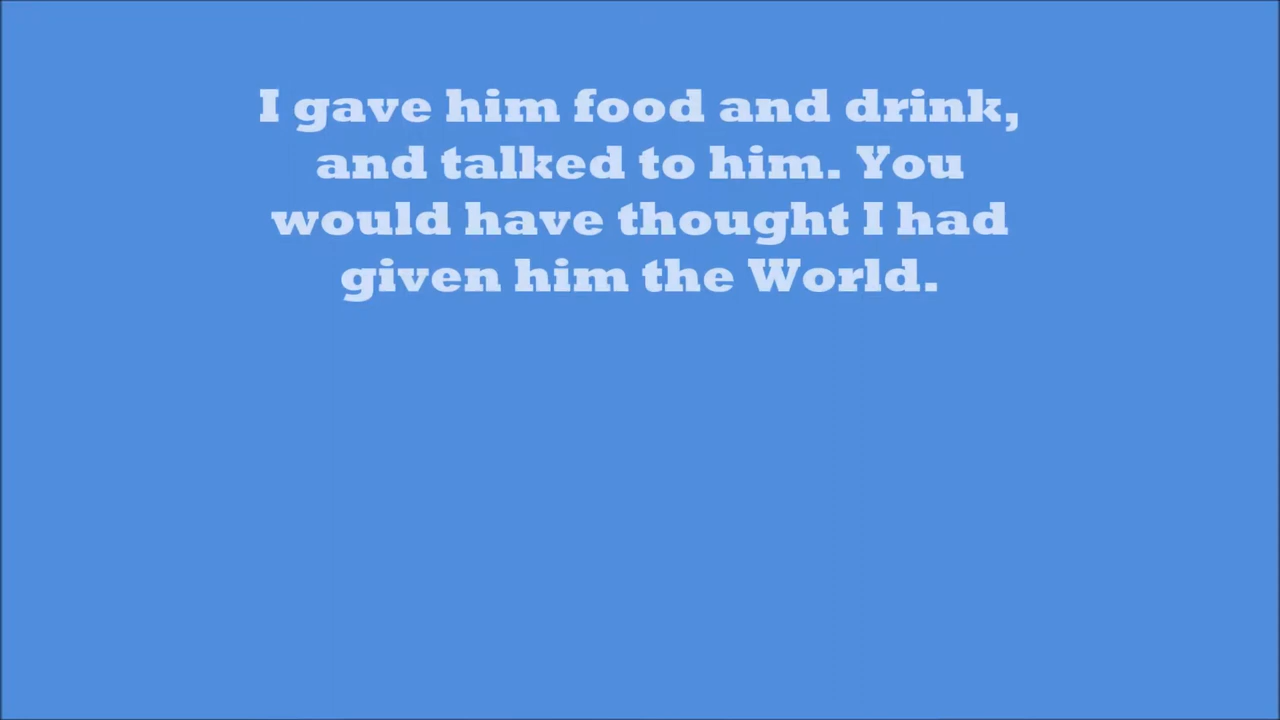 I gave him food and drink,
and talked to him. You
would have thought I had
given him the World.